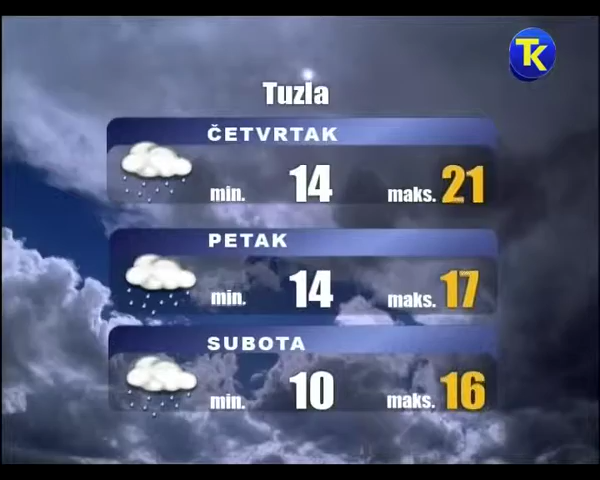 TK
Tuzla
ČETVRTAK
min. 14 maks. 21
PETAK
min. 14 maks. 17
SUBOTA
min. 10 maks. 16